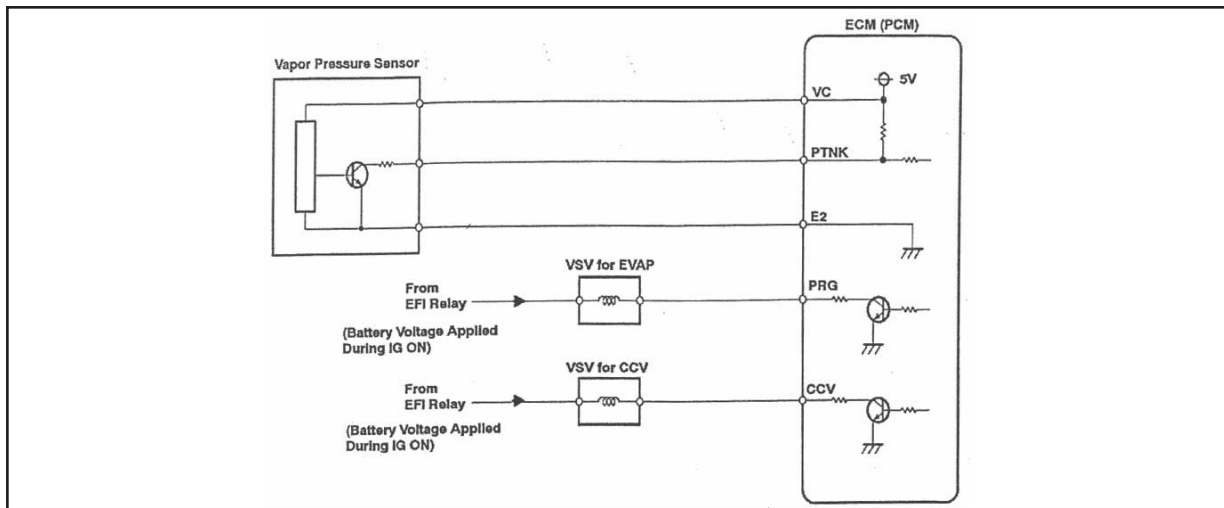 ECM (PCM)
Vapor Pressure Sensor
5V
VC
PTNK
E2
VSV for EVAP
From
EFI Relay
PRG
(Battery Voltage Applied
During IG ON)
VSV for CCV
From
EFI Relay
CCV
(Battery Voltage Applied
During IG ON)